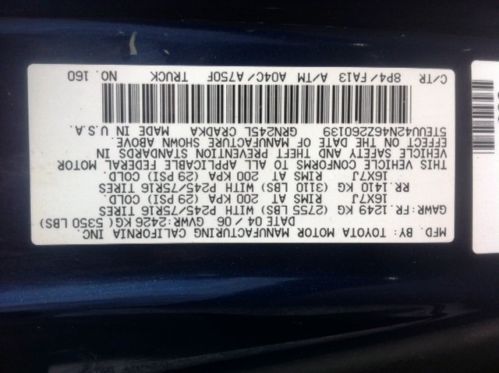 MFD. BY: TOYOTA MOTOR MANUFACTURING CALIFORNIA INC.
DATE 04 / 06 GVWR:2426 KG( 5350 LBS)
GAWR:FR.1249 KG (2755 LBS) WITH P245/75R16 TIRES
16X7J RIMS AT 200 KPA (29 PSI) COLD.
RR.1410 KG (3110 LBS) WITH P245/75R16 TIRES
16X7J RIMS AT 200 KPA (29 PSI) COLD.
THIS VEHICLE CONFORMS TO ALL APPLICABLE FEDERAL MOTOR
VEHICLE SAFETY AND THEFT PREVENTION STANDARDS IN
EFFECT ON THE DATE OF MANUFACTURE SHOWN ABOVE.
5TEUU42N46Z260139 GRN245L CRADKA MADE IN U.S.A.
C/TR 8P4/FA13 A/TM A04C/A750F TRUCK NO. 160